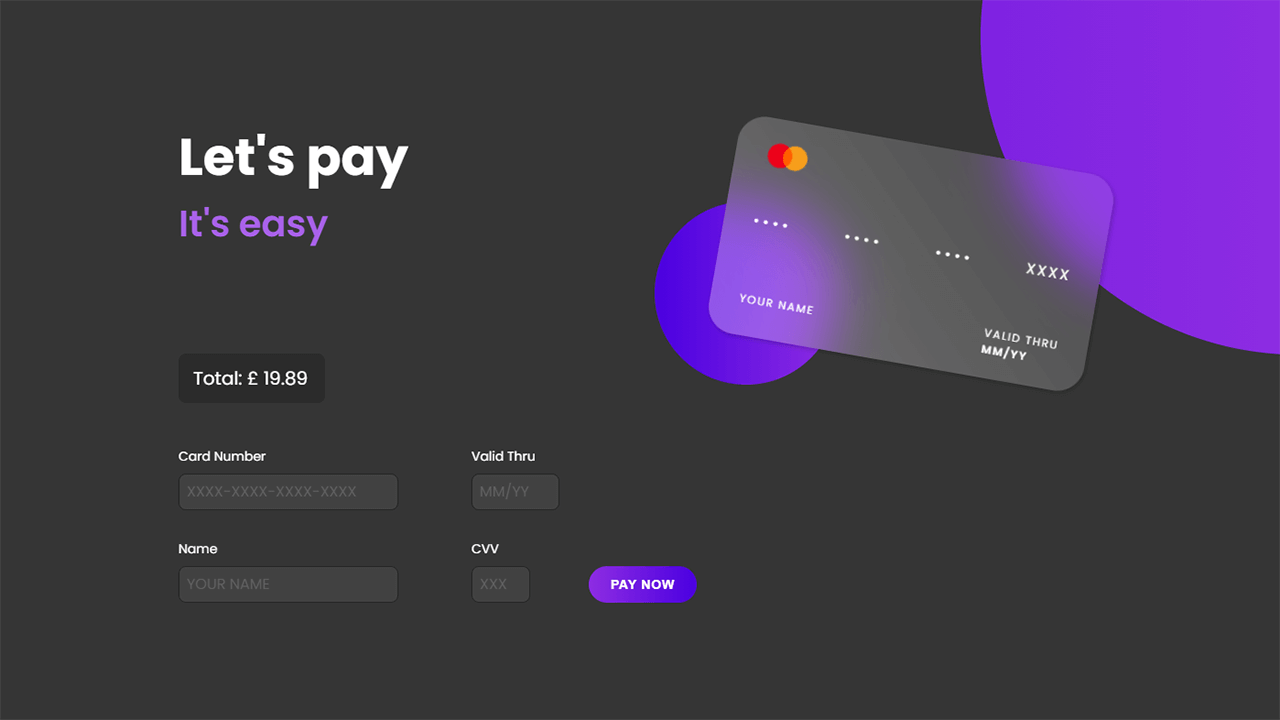 Let's pay
It's easy
•••• •••• •••• XXXX
YOUR NAME
VALID THRU
MM/YY
Total: £ 19.89
Card Number
XXXX-XXXX-XXXX-XXXX
Valid Thru
MM/YY
Name
YOUR NAME
CVV
XXX
PAY NOW